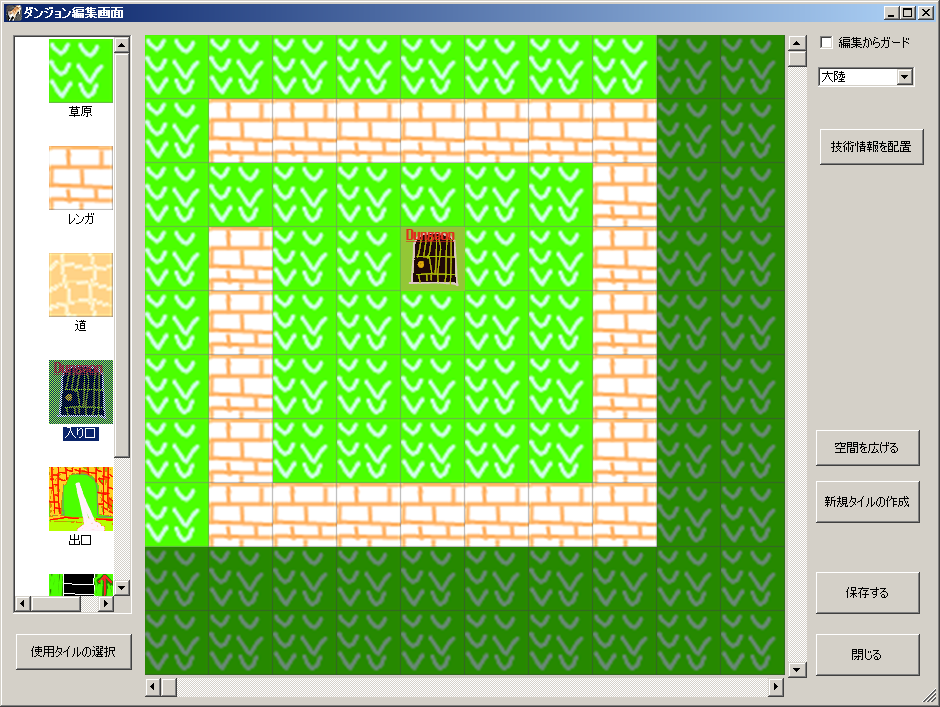 ダンジョン編集画面
草原
レンガ
道
Dungeon
入り口
出口
使用タイルの選択
Dungeon
編集からガード
大陸
技術情報を配置
空間を広げる
新規タイルの作成
保存する
閉じる